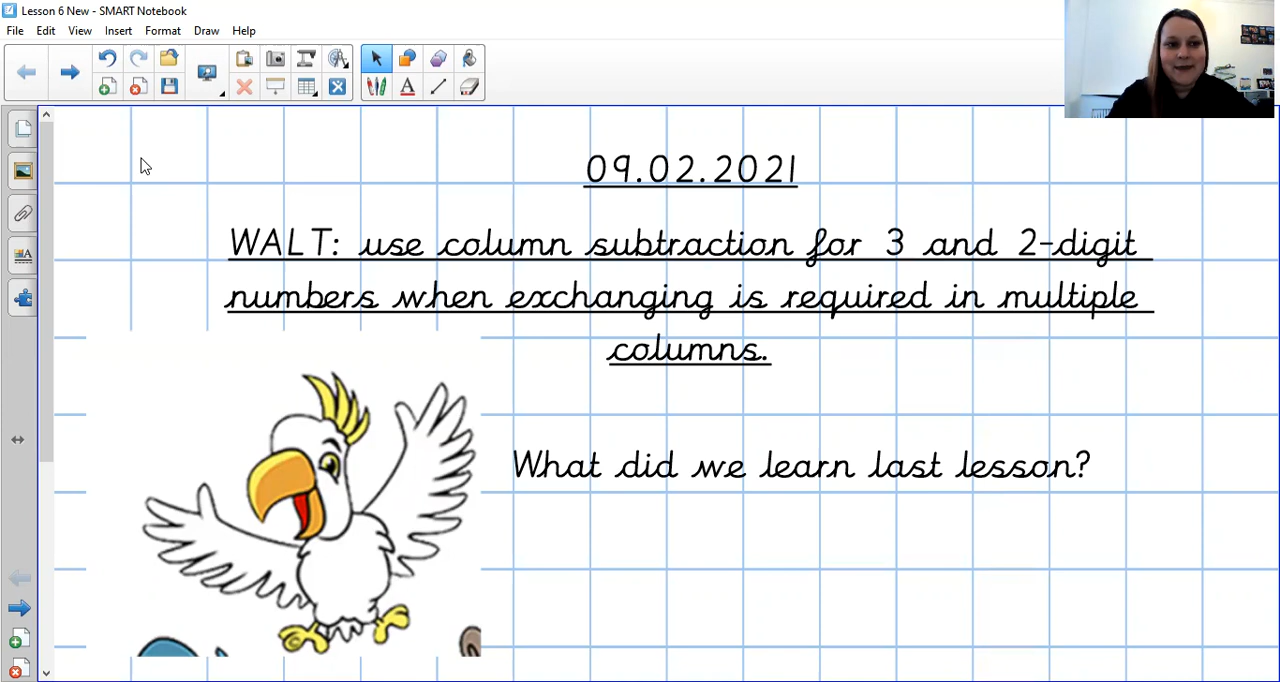 Lesson 6 New - SMART Notebook
File Edit View Insert Format Draw Help
09.02.2021
WALT: use column subtraction for 3 and 2-digit
numbers when exchanging is required in multiple
columns.
What did we learn last lesson?